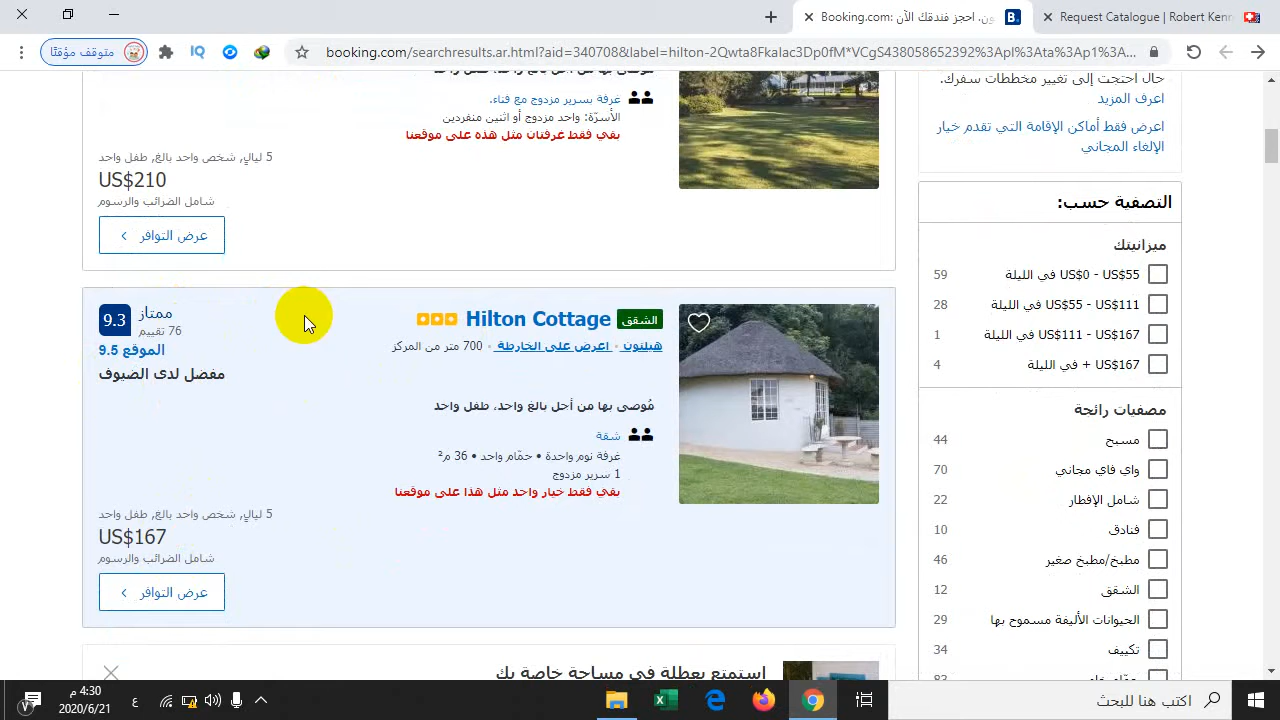 Booking.com: ون. احجز فندقك الآن
Request Catalogue | Robert Kenn
متوقف مؤقتًا
booking.com/searchresults.ar.html?aid=340708&label=hilton-2Qwta8FkaIac3Dp01M*VCgS438058952392%3Apl%3Ata%3Ap1%3A...
غرفة بسرير مزدوج مع فناء.
الأسرّة: واحد مزدوج أو اثنين منفردين
بقي فقط غرفتان مثل هذه على موقعنا
5 ليالٍ, شخص واحد بالغ, طفل واحد
US$210
شامل الضرائب والرسوم
عرض التوافر
الشقق Hilton Cottage
هيلتون • اعرض على الخارطة • 700 متر من المركز
ممتاز
76 تقييم
9.3
الموقع 9.5
مفضل لدى الضيوف
مُوصى بها من أجل بالغ واحد، طفل واحد
شقة
غرفة نوم واحدة • حمّام واحد • 36 م²
1 سرير مزدوج
بقي فقط خيار واحد مثل هذا على موقعنا
5 ليالٍ, شخص واحد بالغ, طفل واحد
US$167
شامل الضرائب والرسوم
عرض التوافر
استمتع بعطلة في مساحة خاصة بك
حال احتجت إلى تغيير مخططات سفرك.
اعرف المزيد
اعرض فقط أماكن الإقامة التي تقدم خيار
الإلغاء المجاني
التصفية حسب:
ميزانيتك
US$0 - US$55 في الليلة 59
US$55 - US$111 في الليلة 28
US$111 - US$167 في الليلة 1
US$167 + في الليلة 4
مصفيات رائجة
مسبح 44
واي فاي مجاني 70
شامل الإفطار 22
فنادق 10
مطبخ/مطبخ صغير 46
الشقق 12
الحيوانات الأليفة مسموح بها 29
تكييف 34
83
اكتب هنا للبحث
ع
4:30 م
2020/6/21